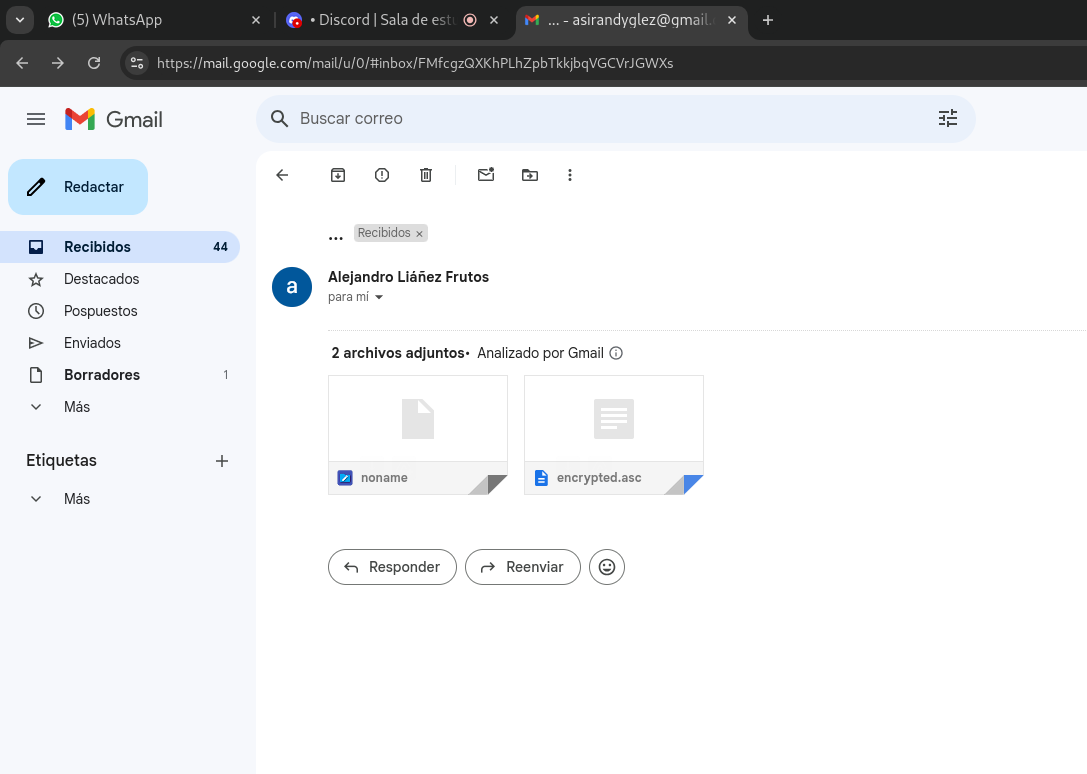 (5) WhatsApp
• Discord | Sala de estu
... - asirandyglez@gmail.
https://mail.google.com/mail/u/0/#inbox/FMfcgzQXKhPLhZpbTkkjbqVGCVrJGWXs
Gmail
Buscar correo
Redactar
Recibidos 44
Destacados
Pospuestos
Enviados
Borradores 1
Más
Etiquetas
Más
... Recibidos
a
Alejandro Liáñez Frutos
para mí
2 archivos adjuntos• Analizado por Gmail
noname
encrypted.asc
Responder
Reenviar